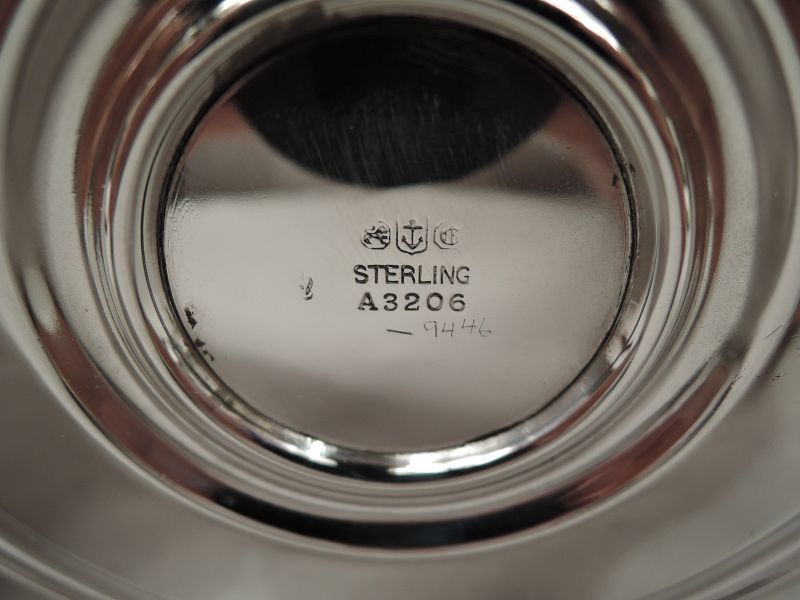 STERLING
A3206
— 9446